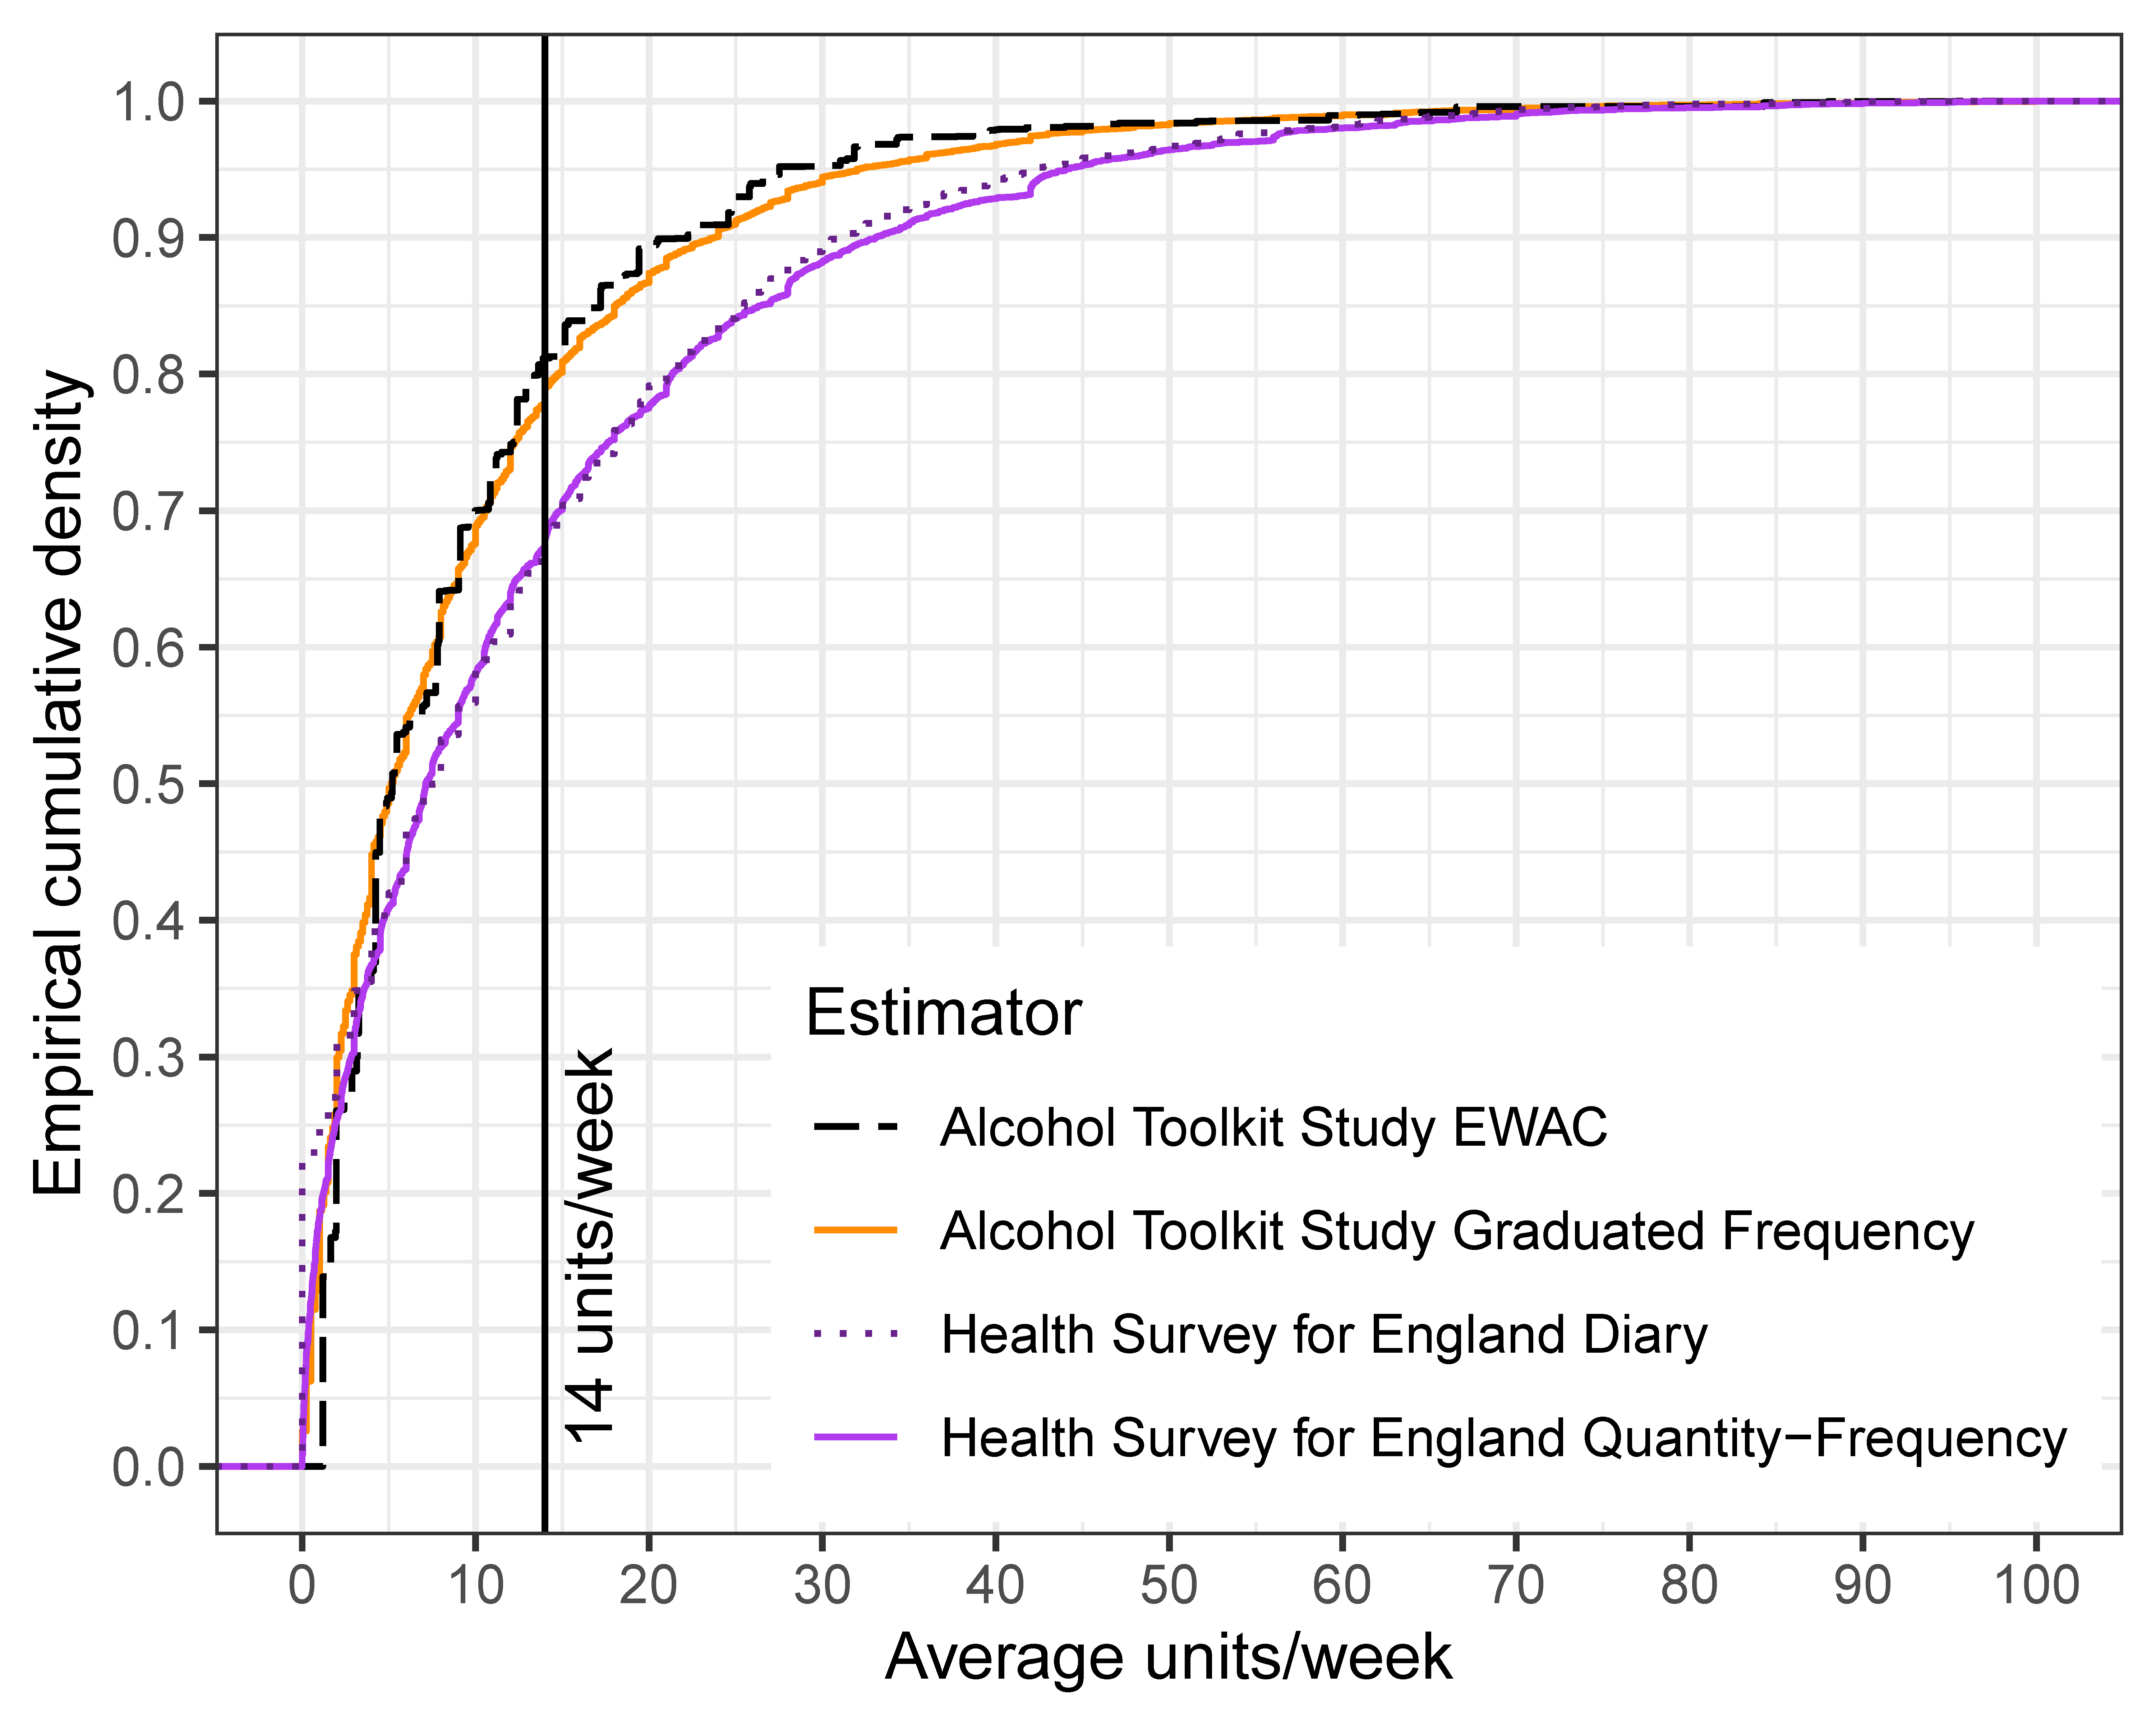 Empirical cumulative density
1.0
0.9
0.8
0.7
0.6
0.5
0.4
0.3
0.2
0.1
0.0
14 units/week
Estimator
Alcohol Toolkit Study EWAC
Alcohol Toolkit Study Graduated Frequency
Health Survey for England Diary
Health Survey for England Quantity−Frequency
0 10 20 30 40 50 60 70 80 90 100
Average units/week